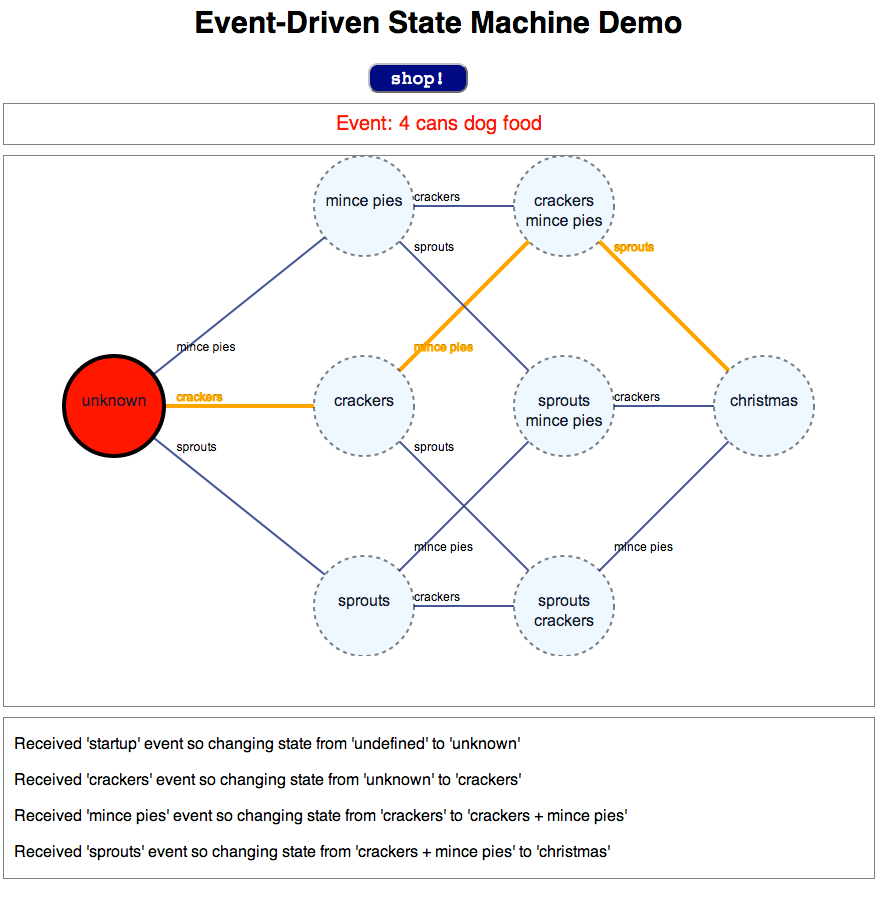 Event-Driven State Machine Demo
shop!
Event: 4 cans dog food
mince pies
crackers
crackers
mince pies
sprouts
sprouts
mince pies
mince pies
unknown
crackers
crackers
sprouts
mince pies
crackers
christmas
sprouts
sprouts
mince pies
mince pies
sprouts
crackers
sprouts
crackers
Received 'startup' event so changing state from 'undefined' to 'unknown'
Received 'crackers' event so changing state from 'unknown' to 'crackers'
Received 'mince pies' event so changing state from 'crackers' to 'crackers + mince pies'
Received 'sprouts' event so changing state from 'crackers + mince pies' to 'christmas'